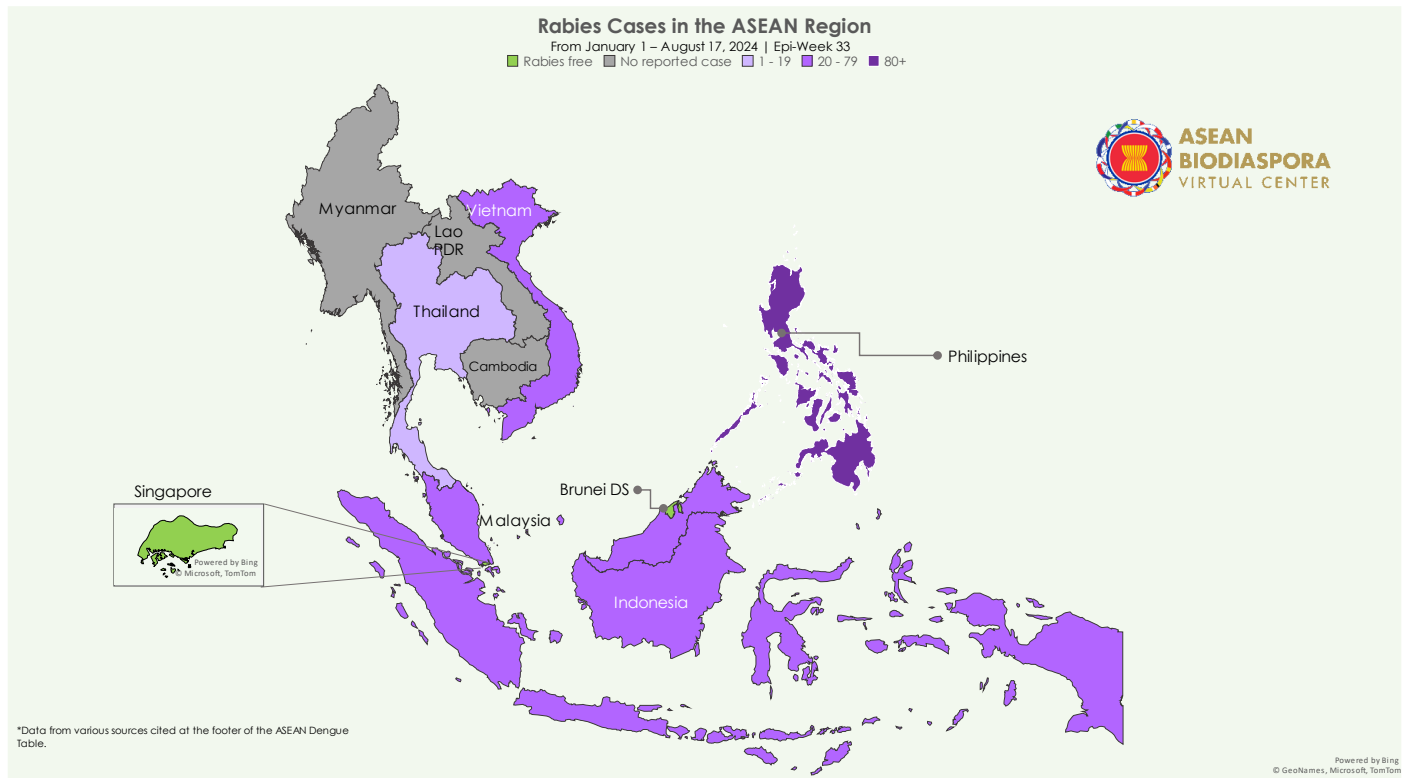 Rabies Cases in the ASEAN Region
From January 1 – August 17, 2024 | Epi-Week 33
Rabies free No reported case 1 - 19 20 - 79 80+
ASEAN
BIODIASPORA
VIRTUAL CENTER
Myanmar
Vietnam
Lao
PDR
Thailand
Cambodia
Philippines
Singapore
Powered by Bing
© Microsoft, TomTom
Brunei DS
Malaysia
Indonesia
*Data from various sources cited at the footer of the ASEAN Dengue
Table.
Powered by Bing
© GeoNames, Microsoft, TomTom